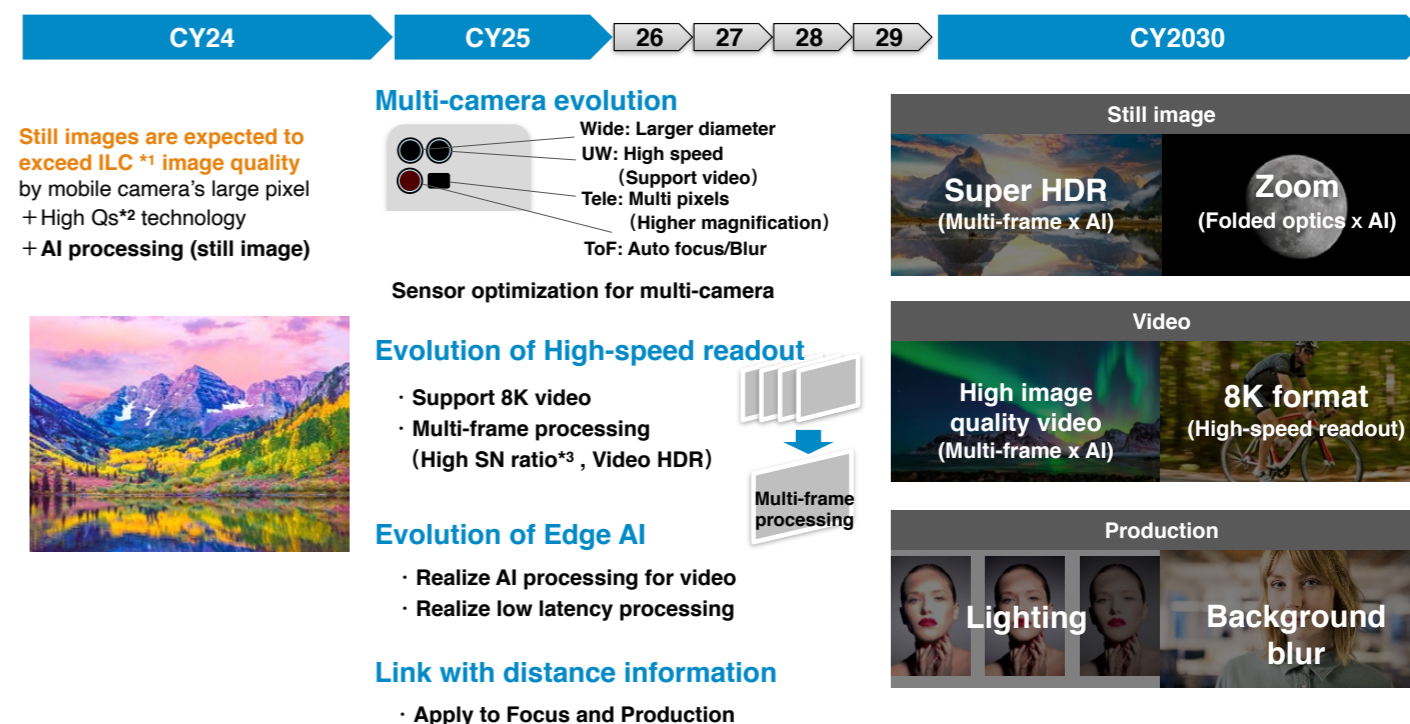 CY24
CY25
26
27
28
29
CY2030
Still images are expected to
exceed ILC *1 image quality
by mobile camera's large pixel
＋High Qs*2 technology
＋AI processing (still image)
Multi-camera evolution
Wide: Larger diameter
UW: High speed
（Support video）
Tele: Multi pixels
（Higher magnification）
ToF: Auto focus/Blur
Sensor optimization for multi-camera
Evolution of High-speed readout
・Support 8K video
・Multi-frame processing
（High SN ratio*3 , Video HDR）
Multi-frame
processing
Evolution of Edge AI
・Realize AI processing for video
・Realize low latency processing
Link with distance information
・Apply to Focus and Production
Still image
Super HDR
(Multi-frame x AI)
Zoom
(Folded optics x AI)
Video
High image
quality video
(Multi-frame x AI)
8K format
(High-speed readout)
Production
Lighting
Background
blur